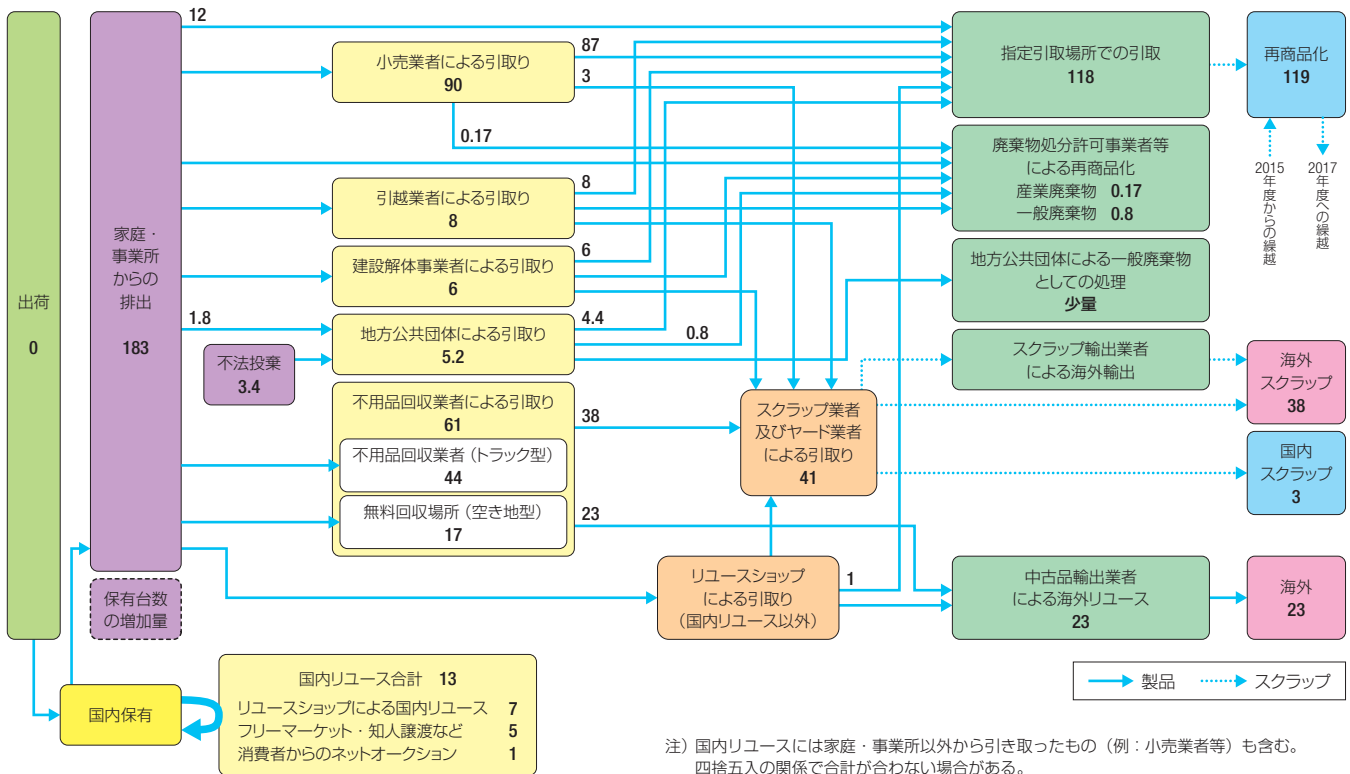 出荷
0
家庭・
事業所
からの
排出
183
保有台数
の増加量
国内保有
12
小売業者による引取り
90
87
3
0.17
引越業者による引取り
8
8
建設解体事業者による引取り
6
6
1.8
地方公共団体による引取り
5.2
4.4
0.8
不法投棄
3.4
不用品回収業者による引取り
61
38
不用品回収業者（トラック型）
44
無料回収場所（空き地型）
17
23
スクラップ業者
及びヤード業者
による引取り
41
リユースショップ
による引取り
（国内リユース以外）
1
指定引取場所での引取
118
廃棄物処分許可事業者等
による再商品化
産業廃棄物 0.17
一般廃棄物 0.8
地方公共団体による一般廃棄物
としての処理
少量
スクラップ輸出業者
による海外輸出
中古品輸出業者
による海外リユース
23
再商品化
119
2015年度からの繰越
2017年度への繰越
海外
スクラップ
38
国内
スクラップ
3
海外
23
国内リユース合計 13
リユースショップによる国内リユース 7
フリーマーケット・知人譲渡など 5
消費者からのネットオークション 1
製品 スクラップ
注）国内リユースには家庭・事業所以外から引き取ったもの（例：小売業者等）も含む。
四捨五入の関係で合計が合わない場合がある。